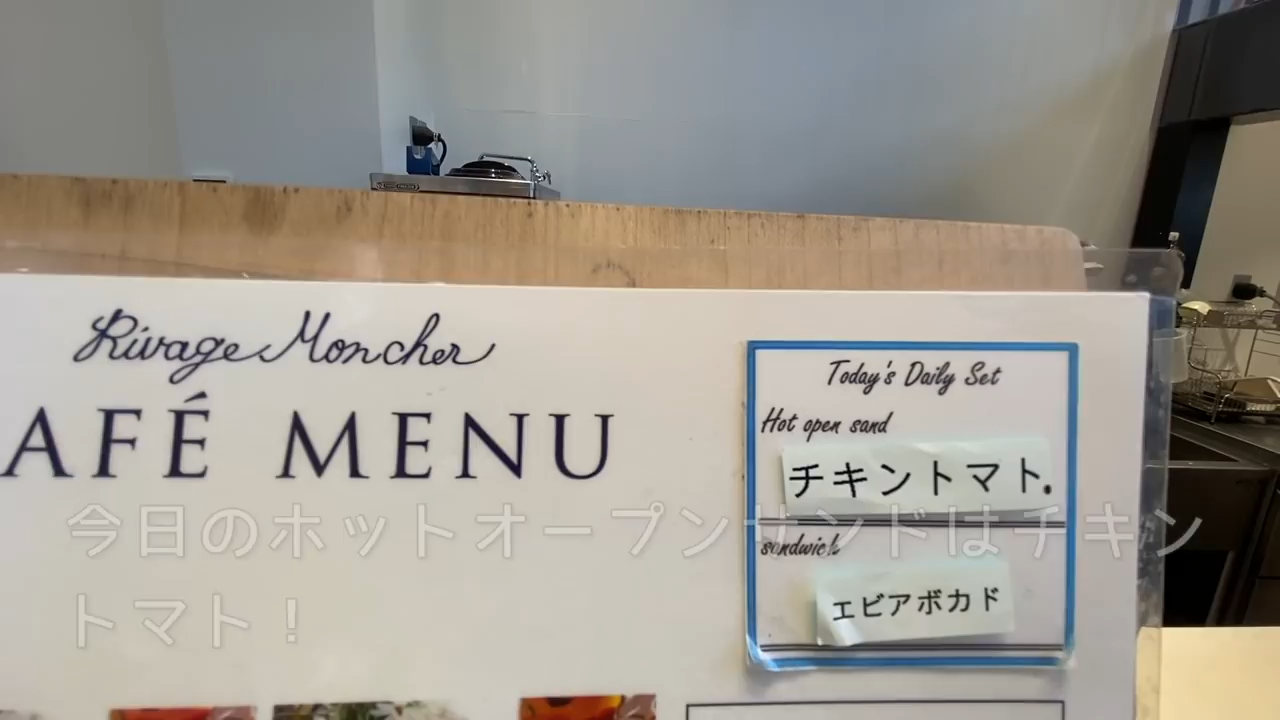 Rivage Moncher
AFÉ MENU
Today's Daily Set
Hot open sand
チキントマト.
sandwich
エビアボカド
今日のホットオープンサンドはチキン
トマト！